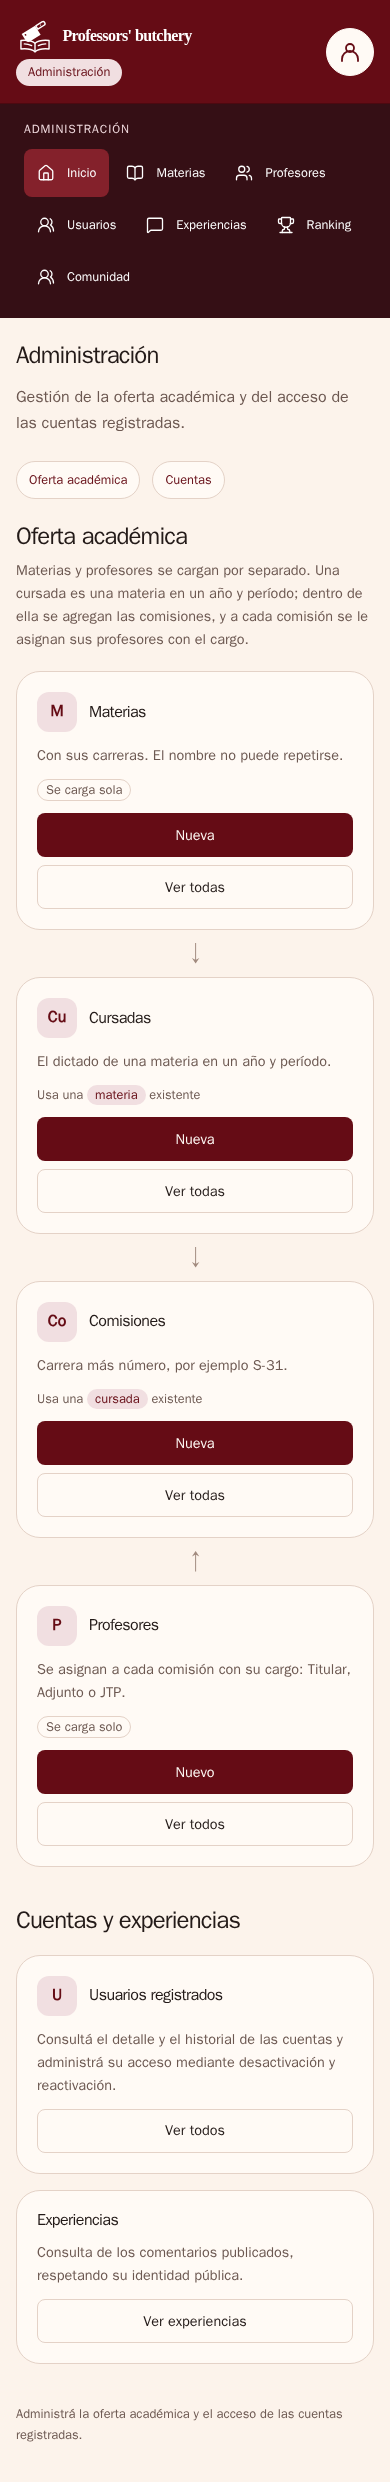 Professors' butchery
Administración
ADMINISTRACIÓN
Inicio
Materias
Profesores
Usuarios
Experiencias
Ranking
Comunidad
Administración
Gestión de la oferta académica y del acceso de
las cuentas registradas.
Oferta académica
Cuentas
Oferta académica
Materias y profesores se cargan por separado. Una
cursada es una materia en un año y período; dentro de
ella se agregan las comisiones, y a cada comisión se le
asignan sus profesores con el cargo.
M
Materias
Con sus carreras. El nombre no puede repetirse.
Se carga sola
Nueva
Ver todas
↓
Cu
Cursadas
El dictado de una materia en un año y período.
Usa una materia existente
Nueva
Ver todas
↓
Co
Comisiones
Carrera más número, por ejemplo S-31.
Usa una cursada existente
Nueva
Ver todas
↑
P
Profesores
Se asignan a cada comisión con su cargo: Titular,
Adjunto o JTP.
Se carga solo
Nuevo
Ver todos
Cuentas y experiencias
U
Usuarios registrados
Consultá el detalle y el historial de las cuentas y
administrá su acceso mediante desactivación y
reactivación.
Ver todos
Experiencias
Consulta de los comentarios publicados,
respetando su identidad pública.
Ver experiencias
Administrá la oferta académica y el acceso de las cuentas
registradas.